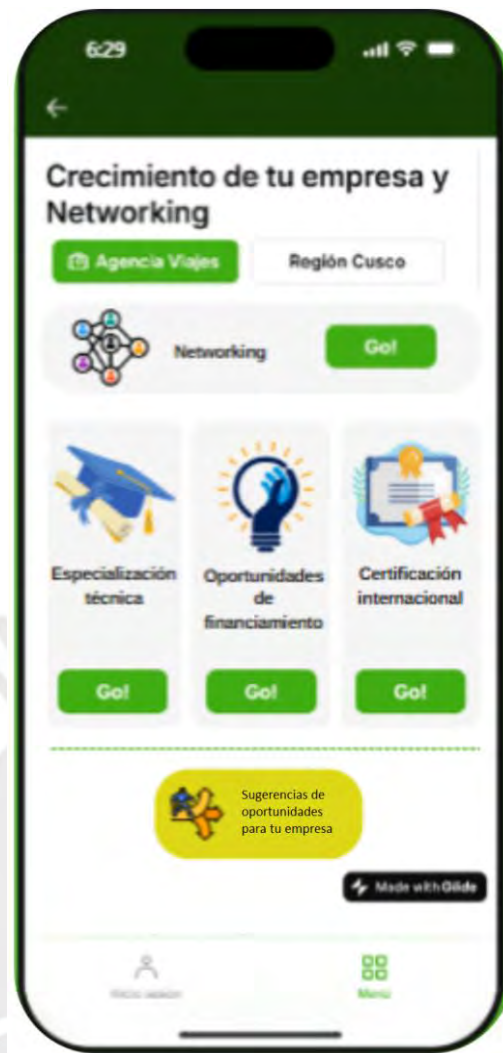 6:29
Crecimiento de tu empresa y
Networking
Agencia Viajes
Región Cusco
Networking
Go!
Especialización
técnica
Go!
Oportunidades
de
financiamiento
Go!
Certificación
internacional
Go!
Sugerencias de
oportunidades
para tu empresa
Made with Glide
Menú